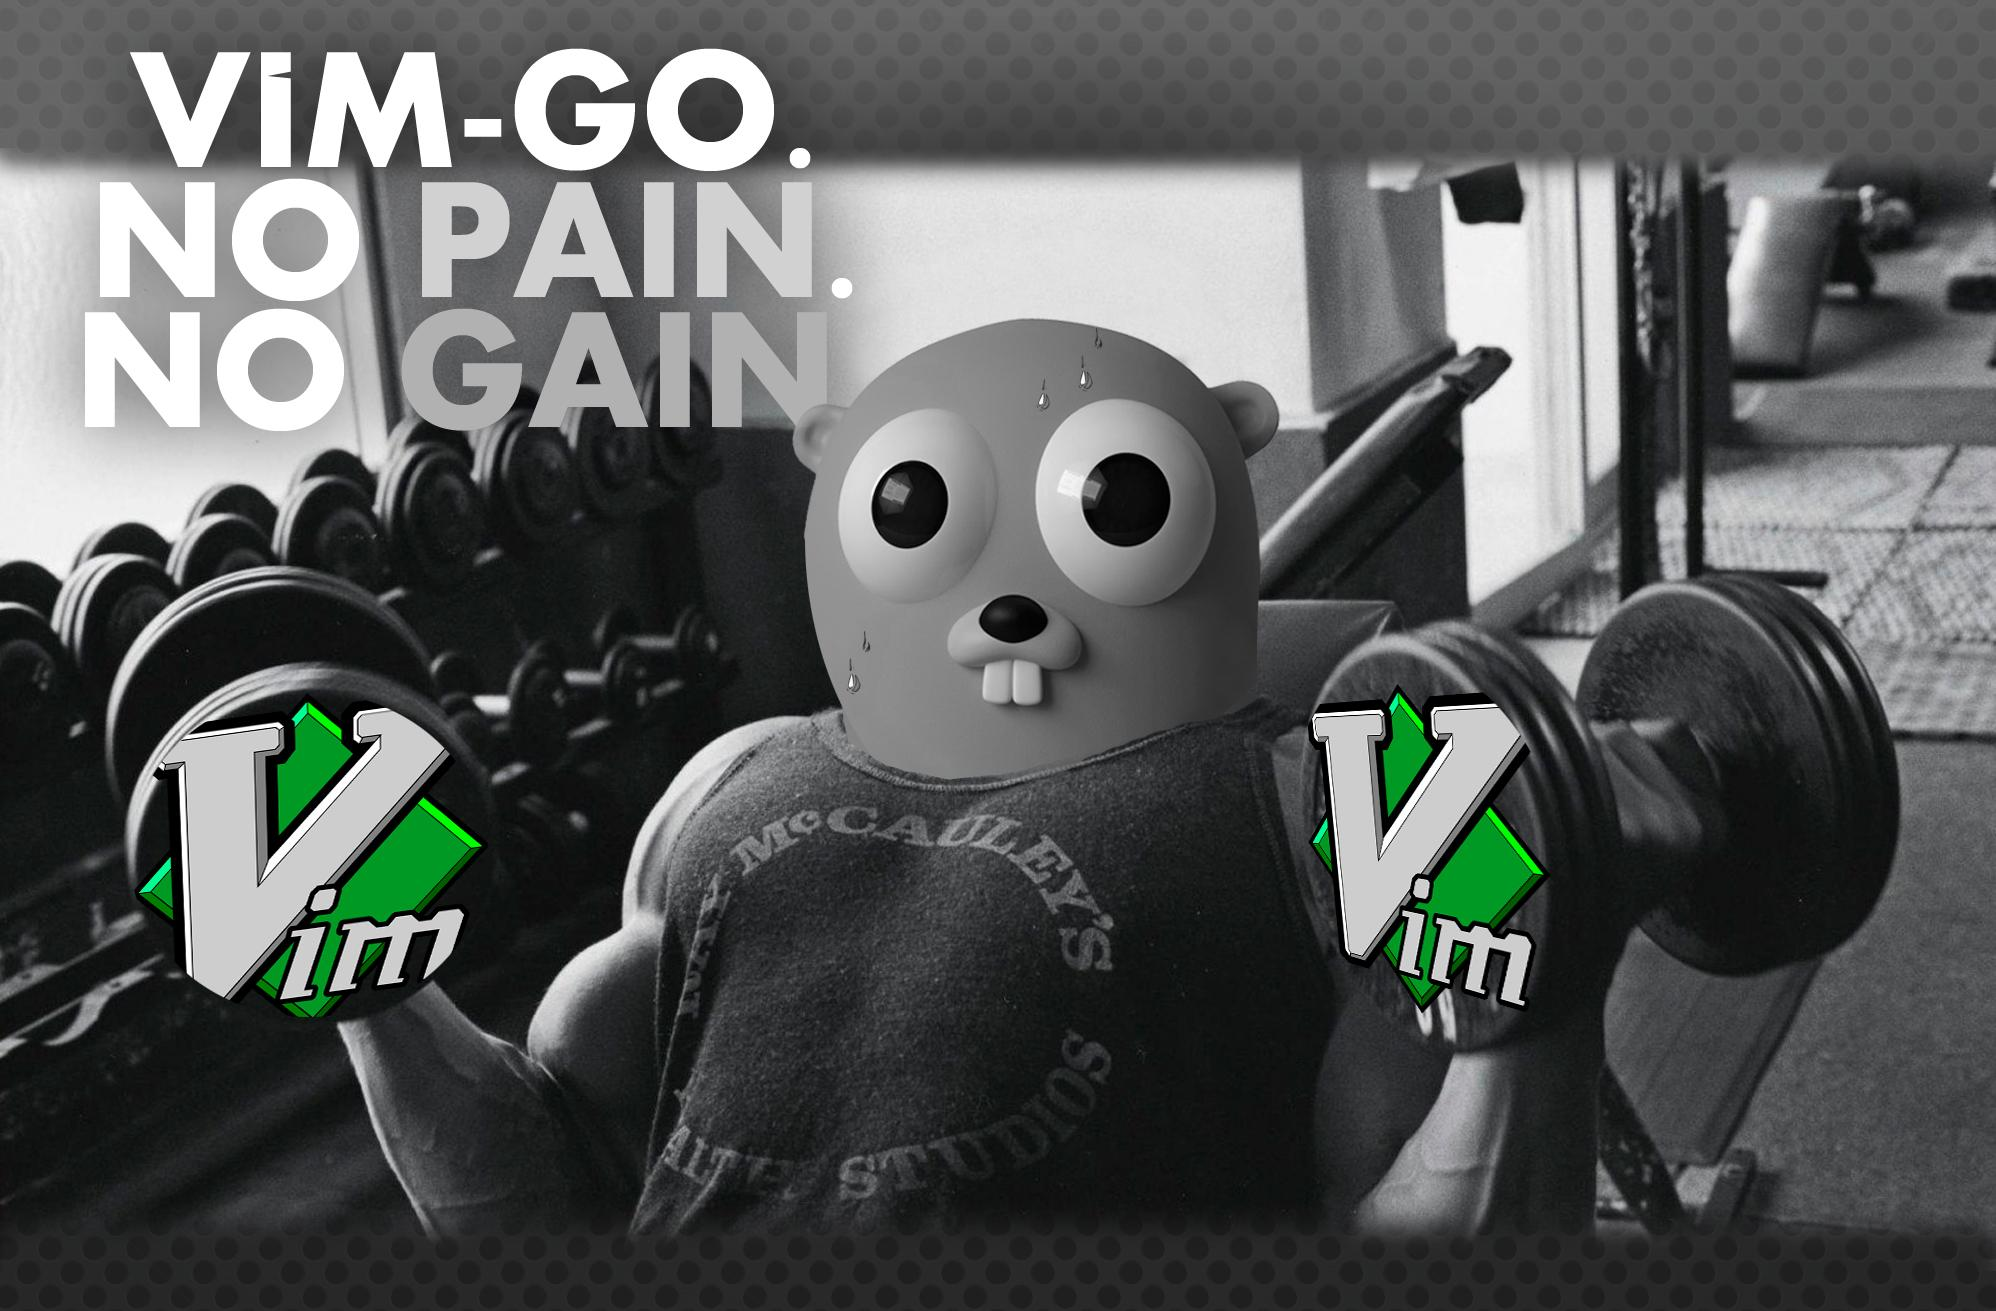 ViM-GO.
NO PAIN.
NO GAIN
Vim
Vim
McCAULEY'S
STUDIOS